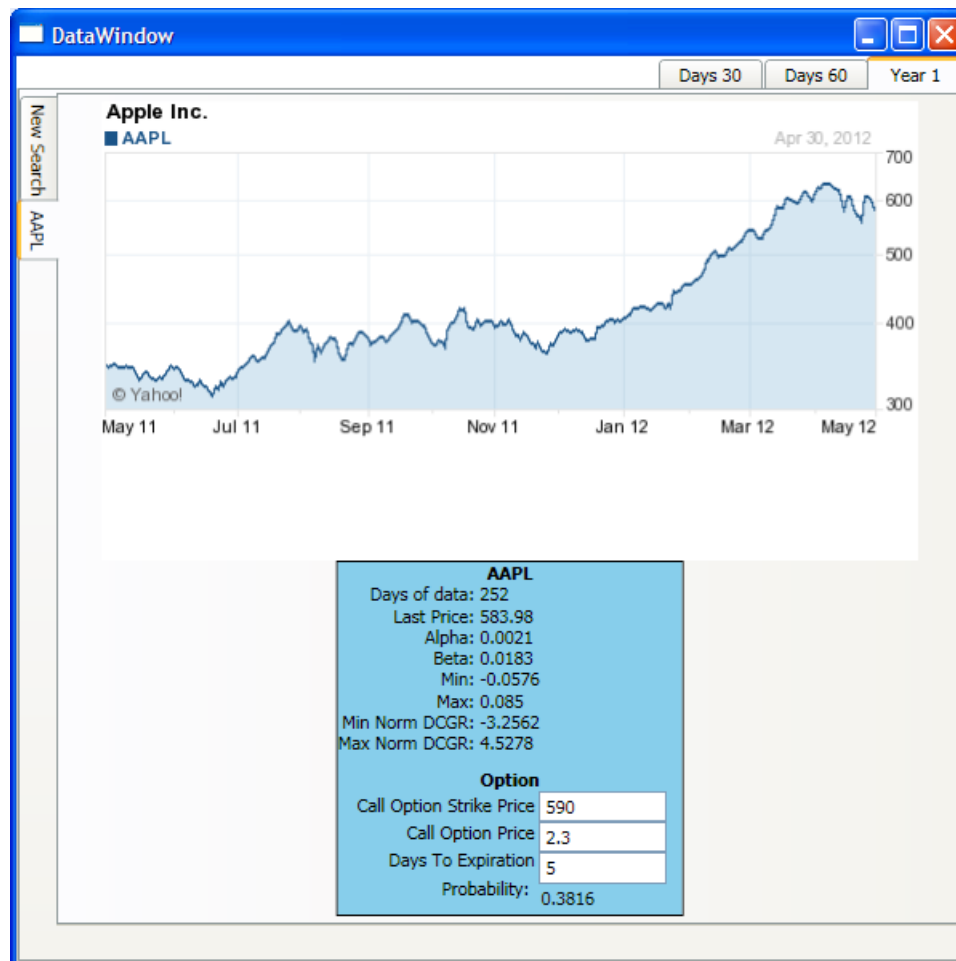 DataWindow
Days 30 Days 60 Year 1
New Search
AAPL
Apple Inc.
AAPL Apr 30, 2012
700
600
500
400
300
© Yahoo!
May 11 Jul 11 Sep 11 Nov 11 Jan 12 Mar 12 May 12
AAPL
Days of data: 252
Last Price: 583.98
Alpha: 0.0021
Beta: 0.0183
Min: -0.0576
Max: 0.085
Min Norm DCGR: -3.2562
Max Norm DCGR: 4.5278
Option
Call Option Strike Price 590
Call Option Price 2.3
Days To Expiration 5
Probability: 0.3816